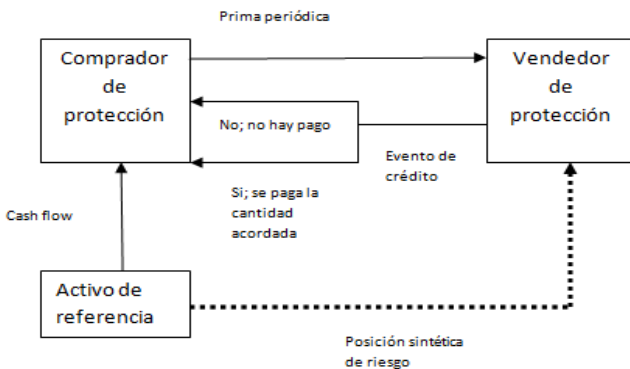 Prima periódica
Comprador
de
protección
Vendedor
de
protección
No; no hay pago
Evento de
crédito
Si; se paga la
cantidad
acordada
Cash flow
Activo de
referencia
Posición sintética
de riesgo